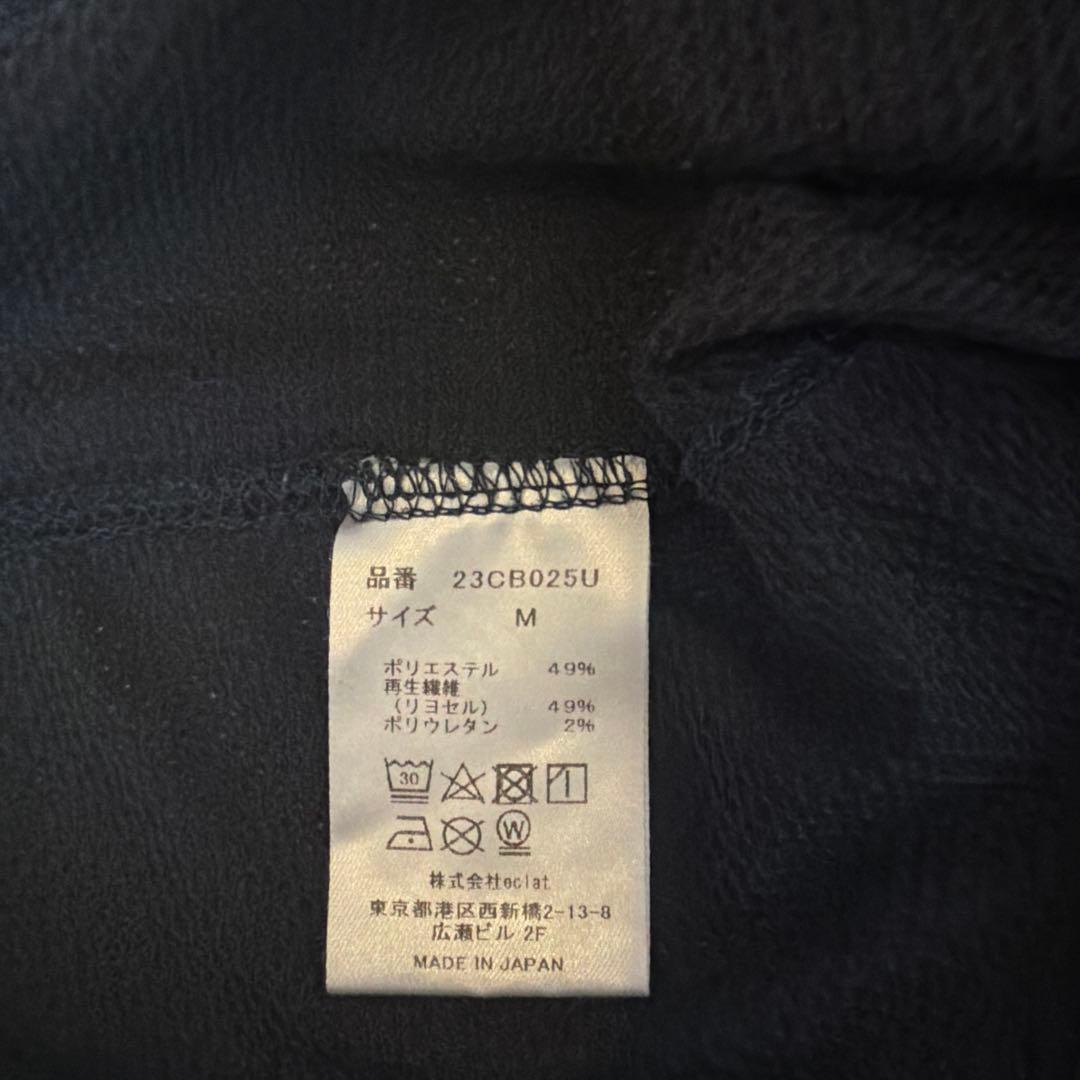 品番 23CB025U
サイズ M
ポリエステル 49%
再生繊維
(リヨセル) 49%
ポリウレタン 2%
30
W
株式会社eclat
東京都港区西新橋2-13-8
広瀬ビル 2F
MADE IN JAPAN